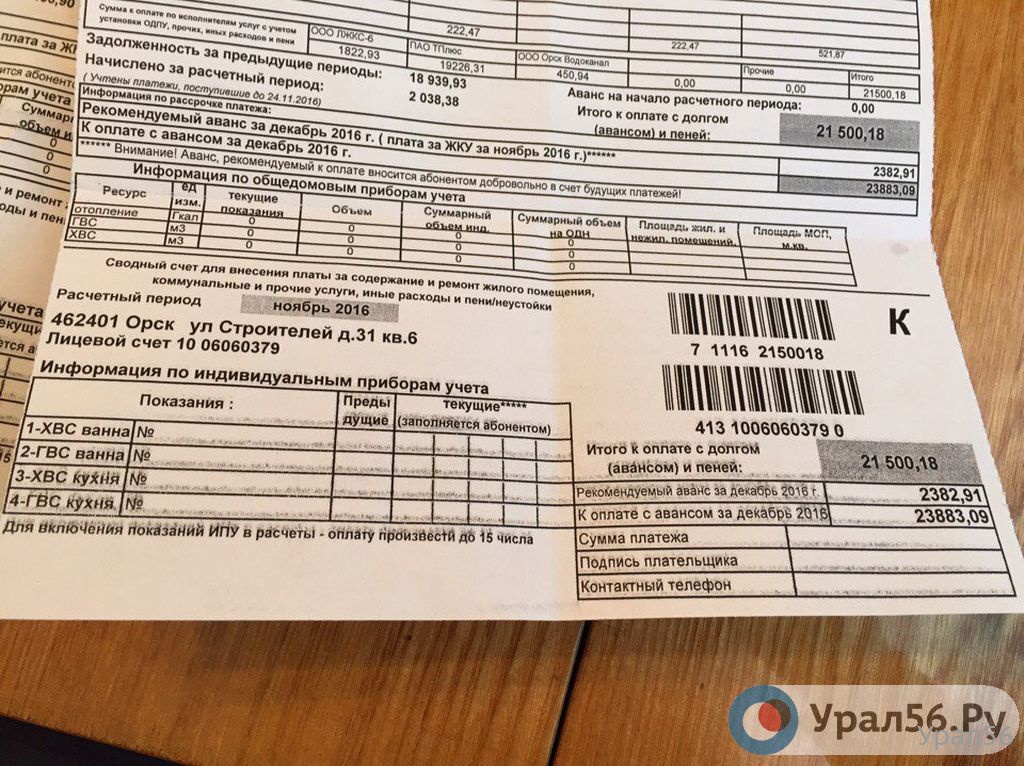 Сумма к оплате по исполнителям услуг с учетом
установки ОДПУ, прочих, иных расходов и пени
222,47
222,47
521,87
ООО ЛЖКС-6
ПАО ТПлюс
ООО Орск Водоканал
Прочие
Итого
1822,93
19226,31
450,94
0,00
0,00
21500,18
Задолженность за предыдущие периоды:
18 939,93
Аванс на начало расчетного периода:
0,00
Начислено за расчетный период:
2 038,38
Итого к оплате с долгом
(авансом) и пеней:
21 500,18
( Учтены платежи, поступившие до 24.11.2016)
Информация по рассрочке платежа:
Рекомендуемый аванс за декабрь 2016 г. ( плата за ЖКУ за ноябрь 2016 г.)******
2382,91
К оплате с авансом за декабрь 2016 г.
23883,09
****** Внимание! Аванс, рекомендуемый к оплате вносится абонентом добровольно в счет будущих платежей!
Информация по общедомовым приборам учета
Ресурс
ед изм.
текущие показания
Объем
Суммарный объем инд.
Суммарный объем на ОДН
Площадь жил. и нежил. помещений,
Площадь МОП, м.кв.
отопление Гкал 0 0 0 0
ГВС м3 0 0 0 0
ХВС м3 0 0 0 0
Сводный счет для внесения платы за содержание и ремонт жилого помещения,
коммунальные и прочие услуги, иные расходы и пени/неустойки
Расчетный период ноябрь 2016
462401 Орск ул Строителей д.31 кв.6
Лицевой счет 10 06060379
К
7 1116 2150018
413 1006060379 0
Информация по индивидуальным приборам учета
Показания :
Преды дущие
текущие*****
(заполняется абонентом)
1-ХВС ванна №
2-ГВС ванна №
3-ХВС кухня №
4-ГВС кухня №
Для включения показаний ИПУ в расчеты - оплату произвести до 15 числа
Итого к оплате с долгом
(авансом) и пеней:
21 500,18
Рекомендуемый аванс за декабрь 2016 г. 2382,91
К оплате с авансом за декабрь 2016 23883,09
Сумма платежа
Подпись плательщика
Контактный телефон
Урал56.Ру